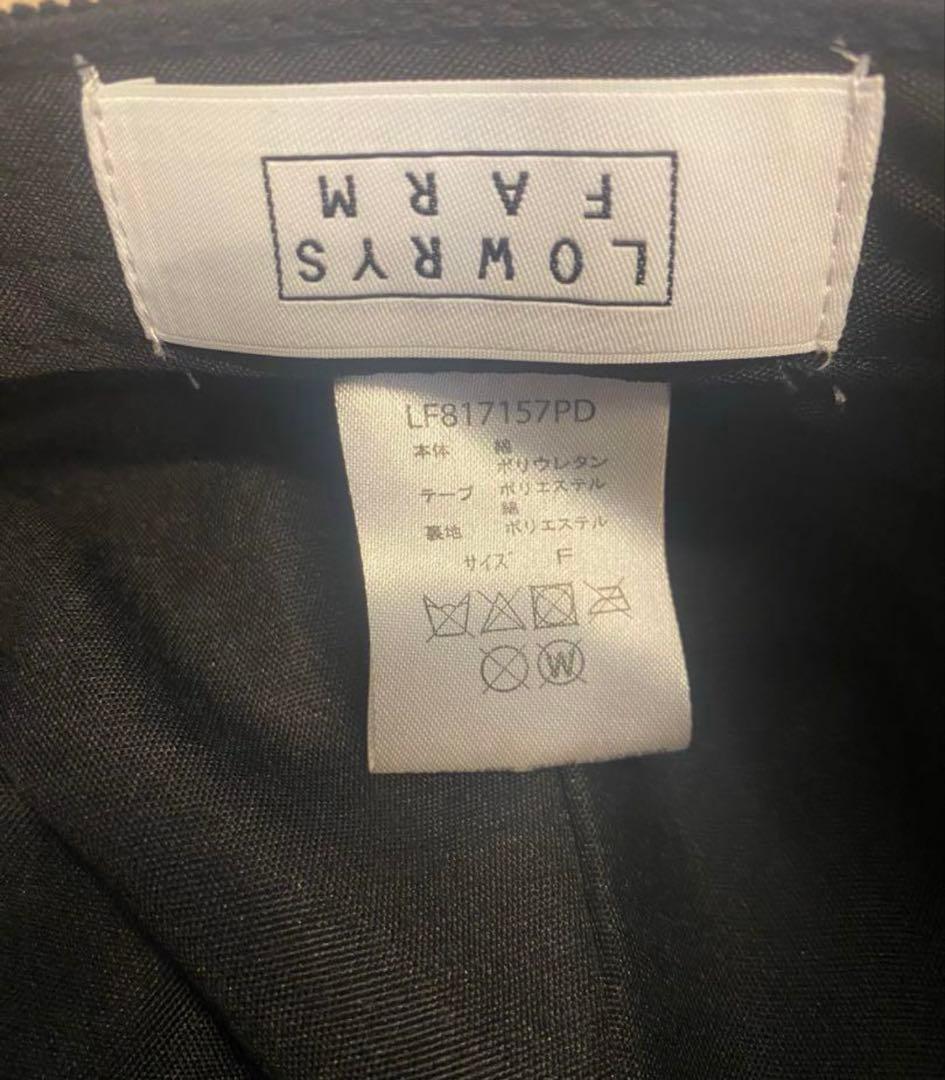 LOWRYS
FARM
LF817157PD
本体 綿
ポリウレタン
テープ ポリエステル
綿
裏地 ポリエステル
サイズ F
W